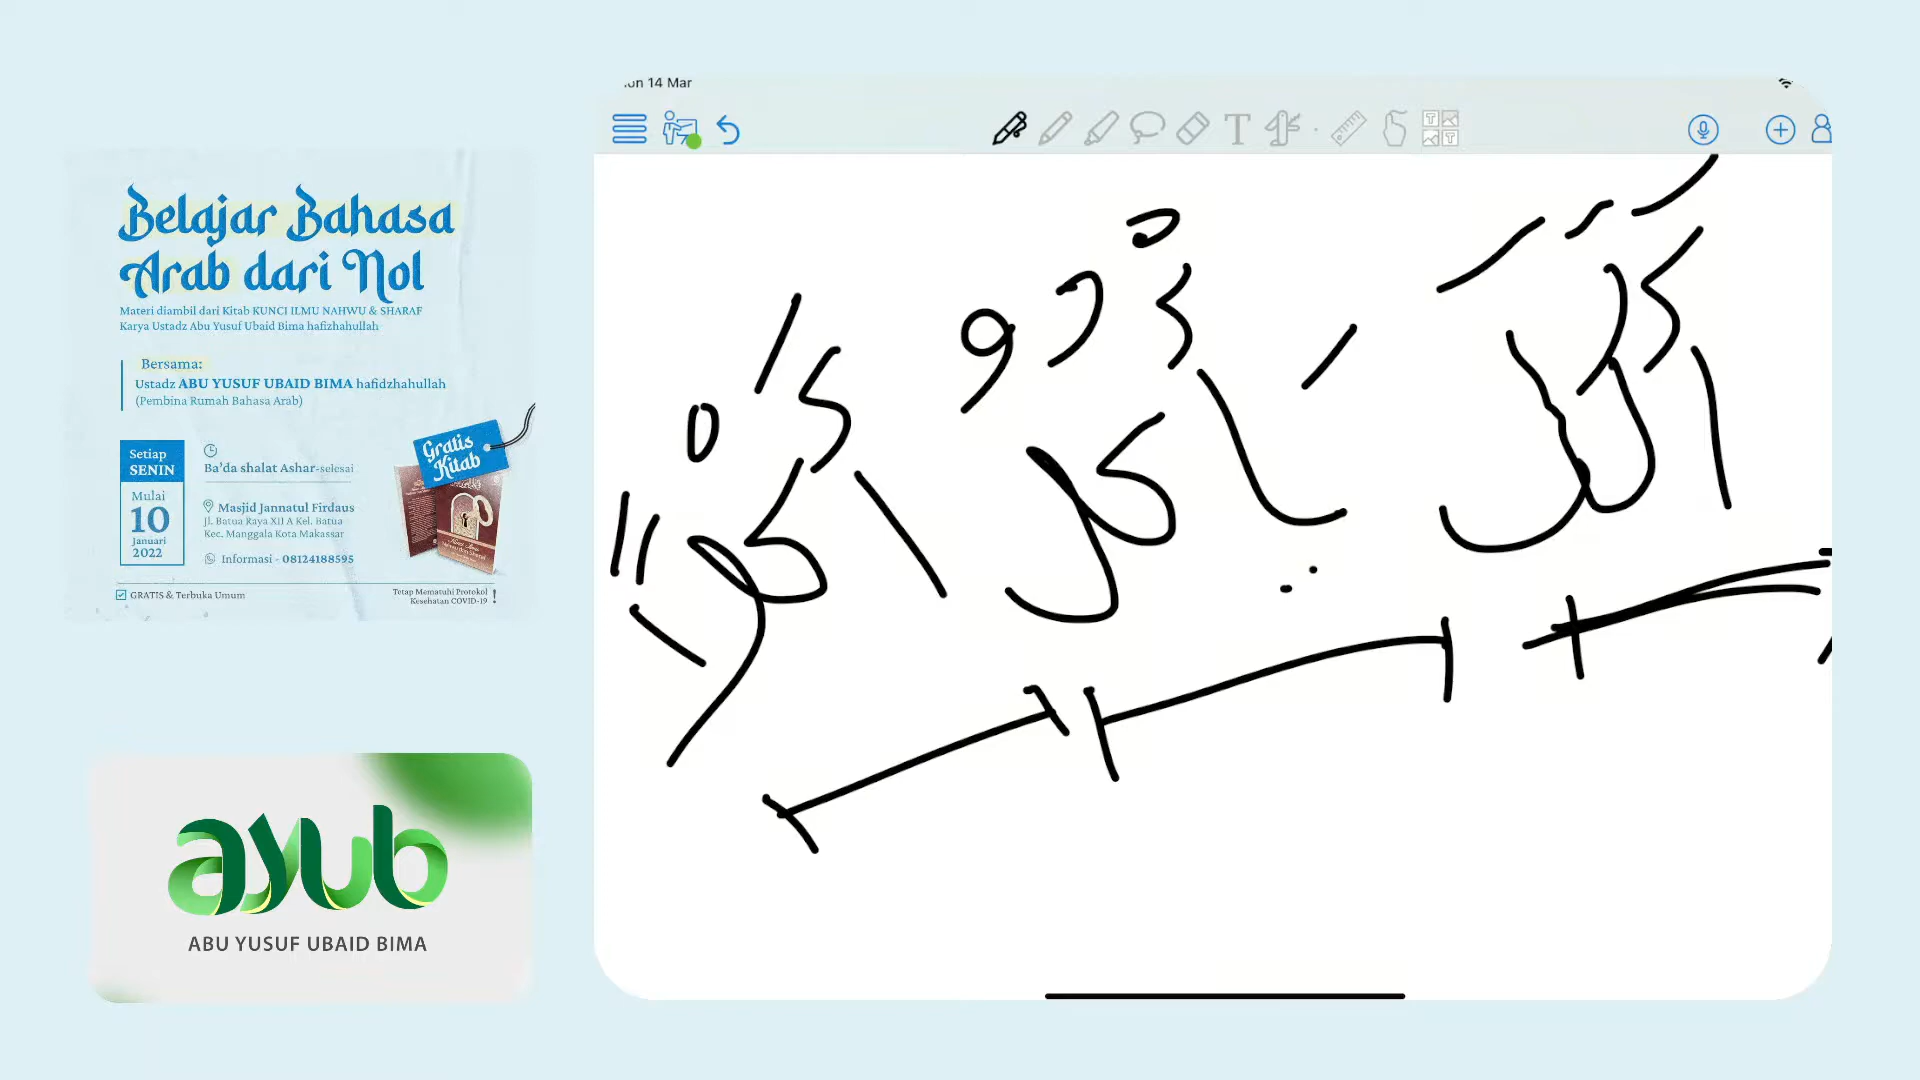 Belajar Bahasa
Arab dari Nol
Materi diambil dari Kitab KUNCI ILMU NAHWU & SHARAF
Karya Ustadz Abu Yusuf Ubaid Bima hafizhahullah
Bersama:
Ustadz ABU YUSUF UBAID BIMA hafidzhahullah
(Pembina Rumah Bahasa Arab)
Setiap
SENIN
Mulai
10
Januari
2022
Ba'da shalat Ashar-selesai
Masjid Jannatul Firdaus
Jl. Batua Raya XII A Kel. Batua
Kec. Manggala Kota Makassar
Informasi - 08124188595
Gratis
Kitab
GRATIS & Terbuka Umum
Tetap Mematuhi Protokol
Kesehatan COVID-19 !
ayub
ABU YUSUF UBAID BIMA
14 Mar
T
أَكَلَ يَأْكُلُ أَكْلًا